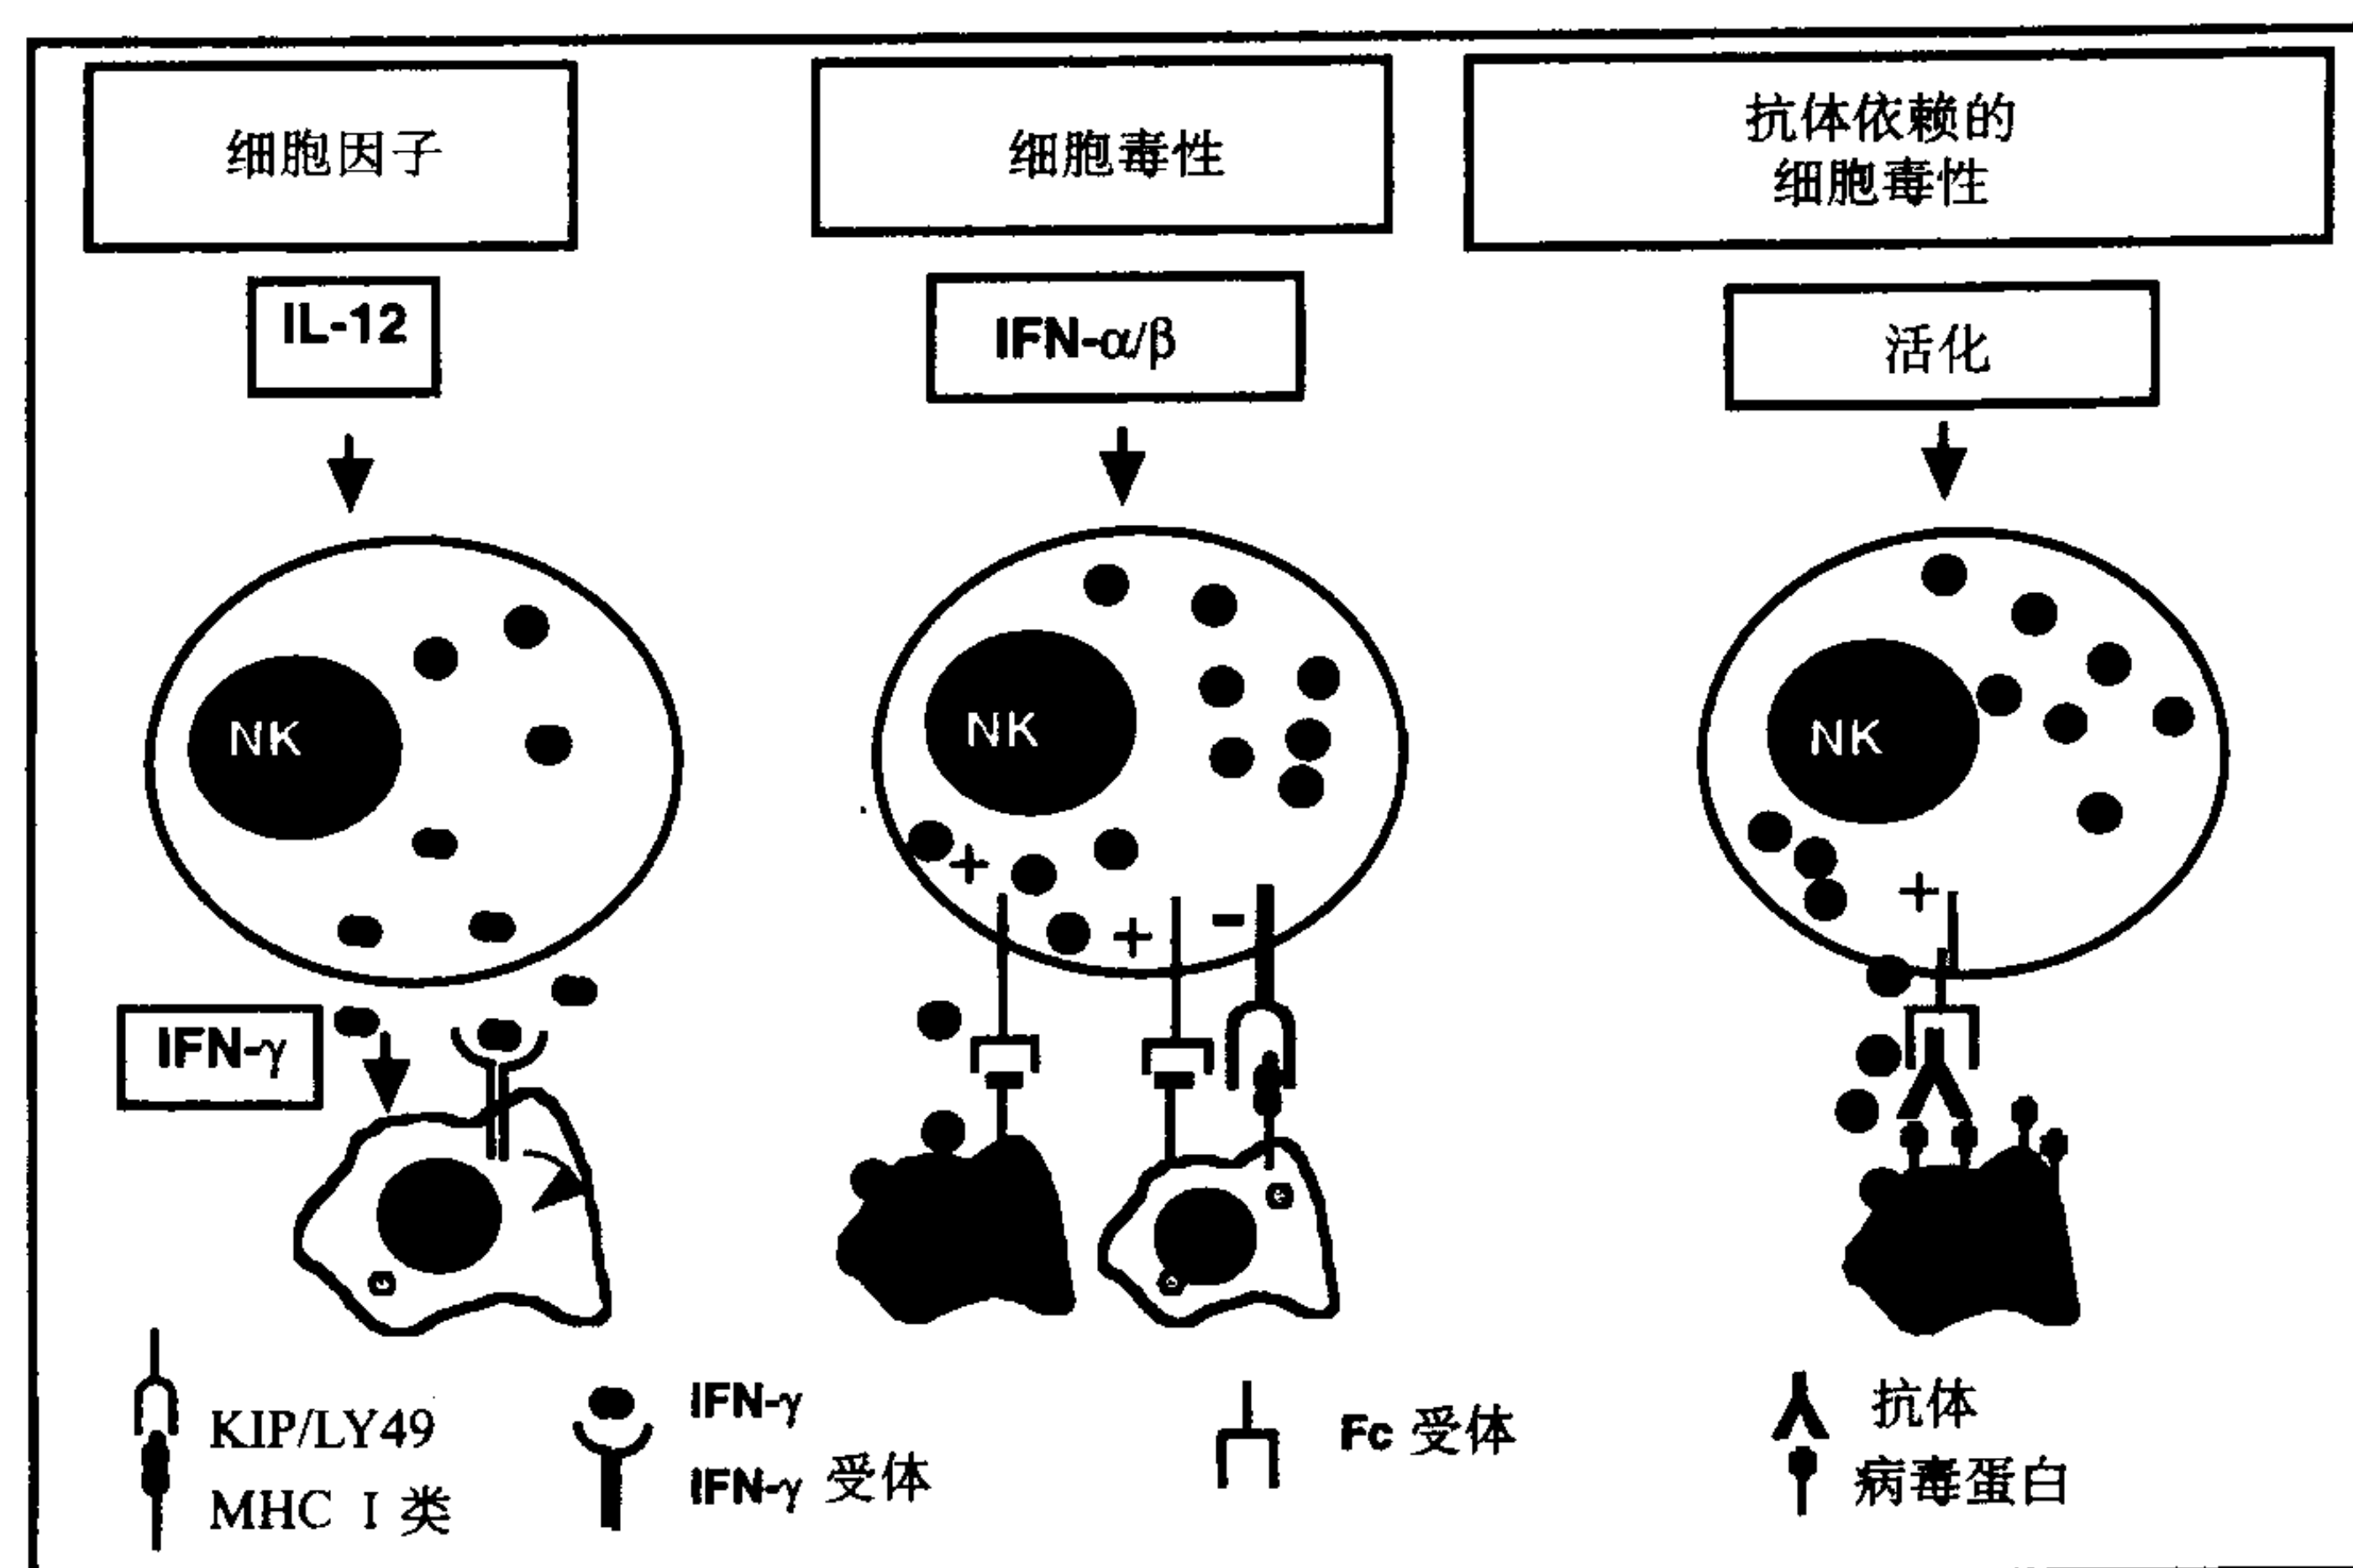 细胞因子
细胞毒性
抗体依赖的
细胞毒性
IL-12
IFN-α/β
活化
NK
NK
NK
+
+
-
+
IFN-γ
KIP/LY49
MHC I 类
IFN-γ
IFN-γ 受体
Fc 受体
抗体
病毒蛋白